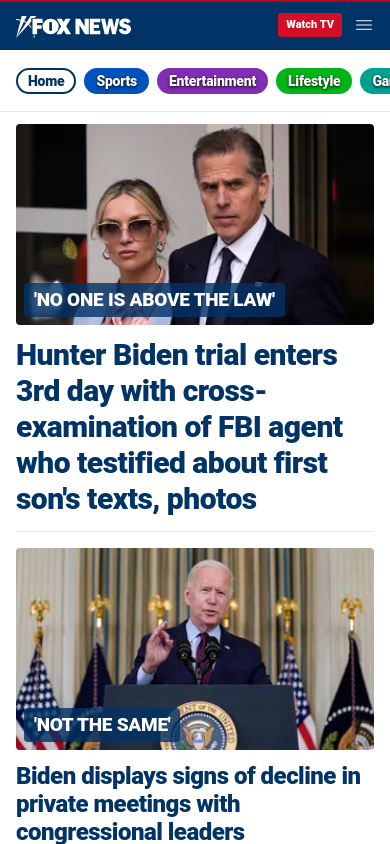 FOX NEWS
Watch TV
Home
Sports
Entertainment
Lifestyle
Ga
'NO ONE IS ABOVE THE LAW'
Hunter Biden trial enters
3rd day with cross-
examination of FBI agent
who testified about first
son's texts, photos
'NOT THE SAME'
Biden displays signs of decline in
private meetings with
congressional leaders